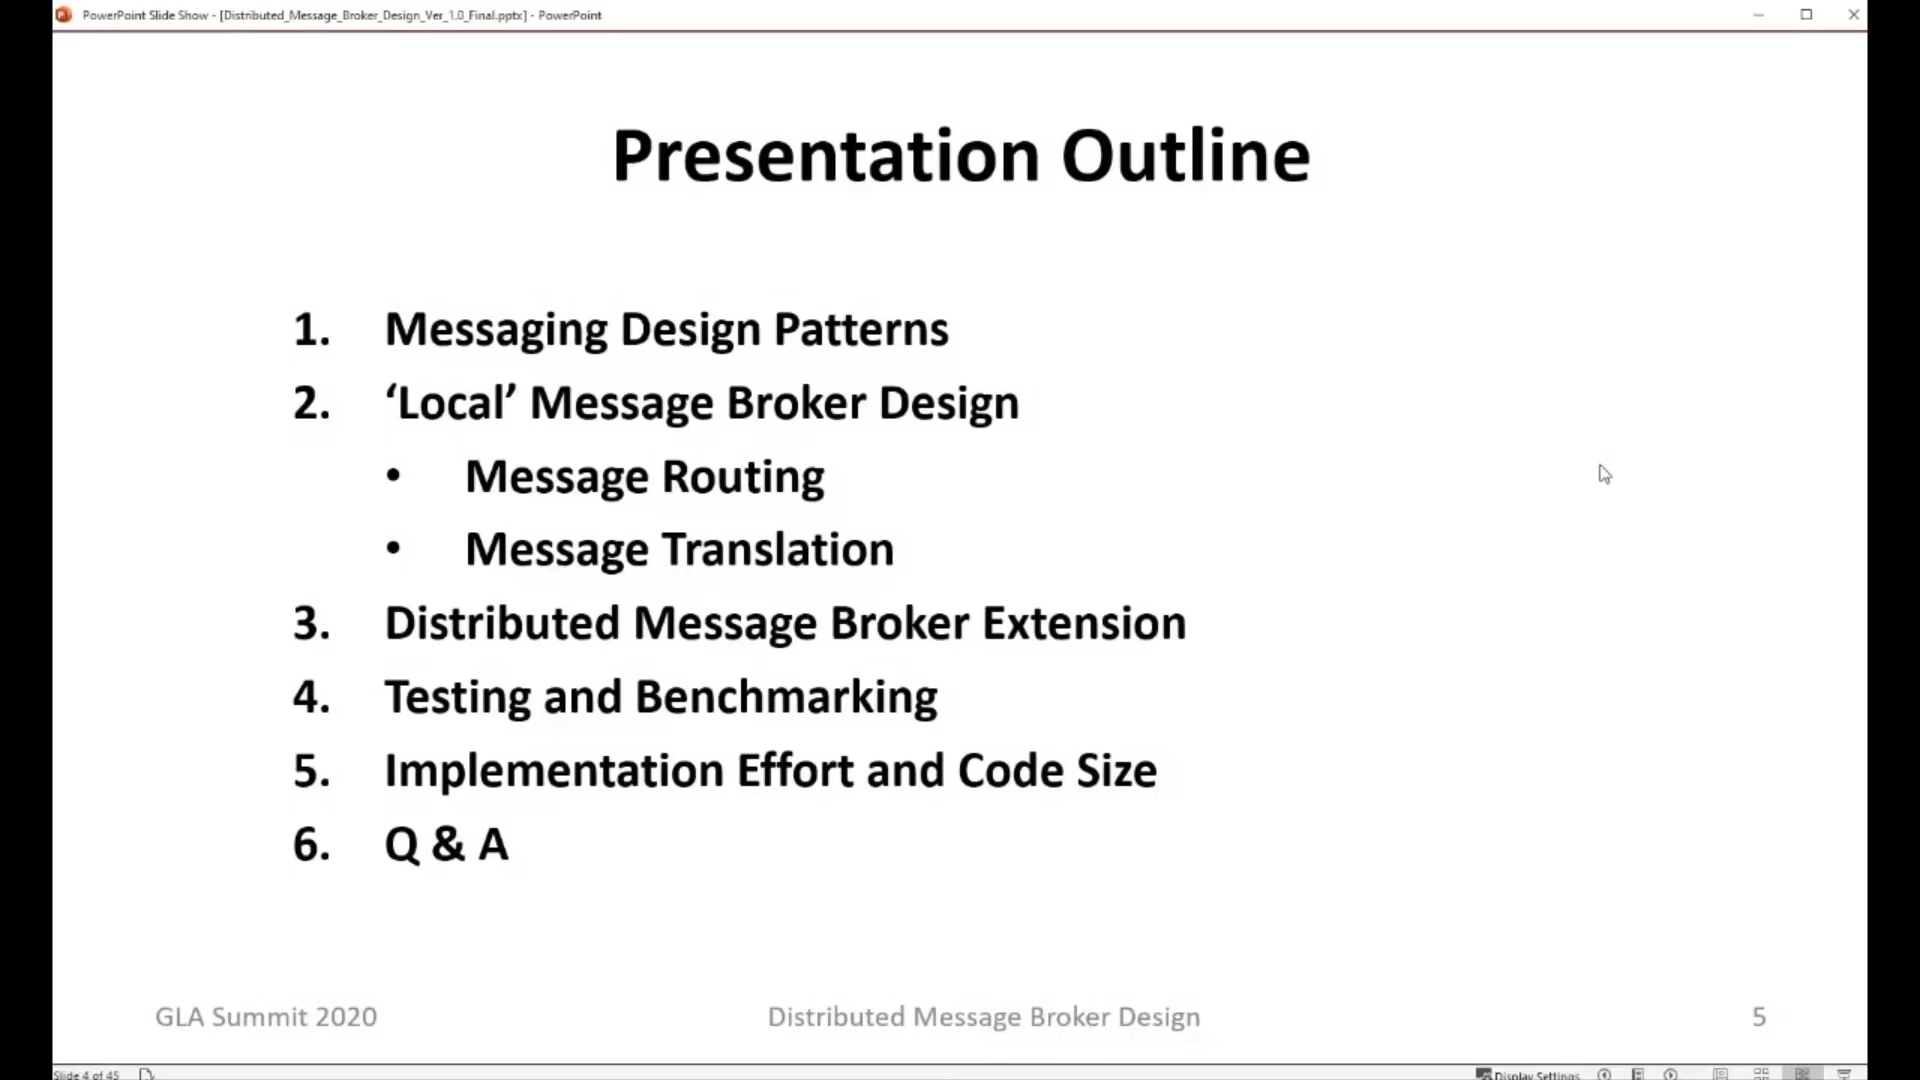 PowerPoint Slide Show - [Distributed_Message_Broker_Design_Ver_1.0_Final.pptx] - PowerPoint
Presentation Outline
1. Messaging Design Patterns
2. ‘Local’ Message Broker Design
• Message Routing
• Message Translation
3. Distributed Message Broker Extension
4. Testing and Benchmarking
5. Implementation Effort and Code Size
6. Q & A
GLA Summit 2020 Distributed Message Broker Design 5
Slide 4 of 45 Display Settings